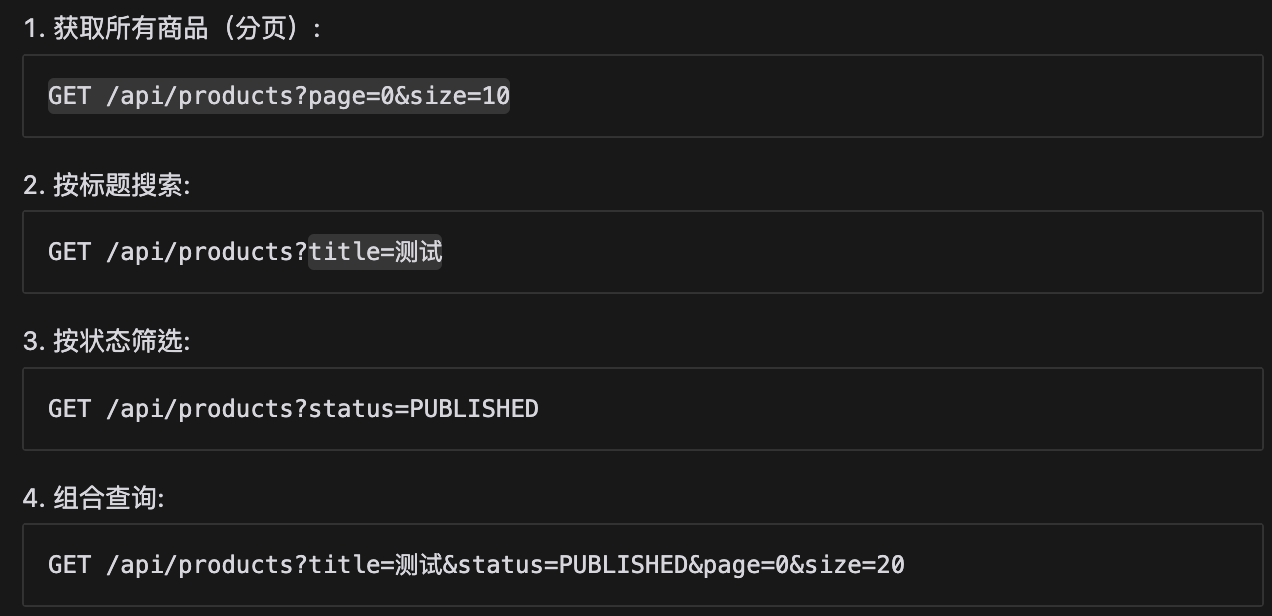 1. 获取所有商品（分页）:
GET /api/products?page=0&size=10
2. 按标题搜索:
GET /api/products?title=测试
3. 按状态筛选:
GET /api/products?status=PUBLISHED
4. 组合查询:
GET /api/products?title=测试&status=PUBLISHED&page=0&size=20